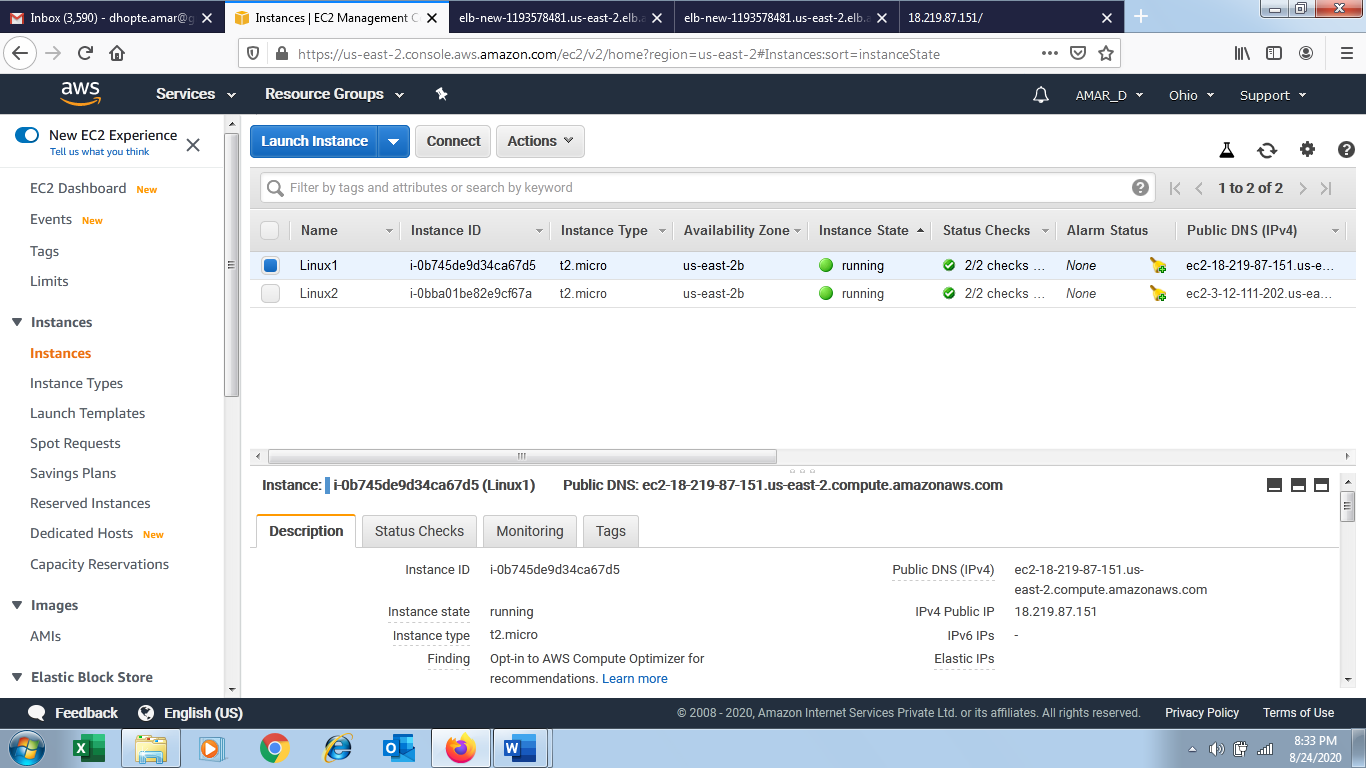 Inbox (3,590) - dhopte.amar@g
Instances | EC2 Management C
elb-new-1193578481.us-east-2.elb.a
elb-new-1193578481.us-east-2.elb.a
18.219.87.151/
https://us-east-2.console.aws.amazon.com/ec2/v2/home?region=us-east-2#Instances:sort=instanceState
aws Services Resource Groups AMAR_D Ohio Support
New EC2 Experience
Tell us what you think
EC2 Dashboard New
Events New
Tags
Limits
Instances
Instances
Instance Types
Launch Templates
Spot Requests
Savings Plans
Reserved Instances
Dedicated Hosts New
Capacity Reservations
Images
AMIs
Elastic Block Store
Launch Instance Connect Actions
Filter by tags and attributes or search by keyword 1 to 2 of 2
Name Instance ID Instance Type Availability Zone Instance State Status Checks Alarm Status Public DNS (IPv4)
Linux1 i-0b745de9d34ca67d5 t2.micro us-east-2b running 2/2 checks ... None ec2-18-219-87-151.us-e...
Linux2 i-0bba01be82e9cf67a t2.micro us-east-2b running 2/2 checks ... None ec2-3-12-111-202.us-ea...
Instance: i-0b745de9d34ca67d5 (Linux1) Public DNS: ec2-18-219-87-151.us-east-2.compute.amazonaws.com
Description Status Checks Monitoring Tags
Instance ID i-0b745de9d34ca67d5
Instance state running
Instance type t2.micro
Finding Opt-in to AWS Compute Optimizer for
recommendations. Learn more
Public DNS (IPv4) ec2-18-219-87-151.us-
east-2.compute.amazonaws.com
IPv4 Public IP 18.219.87.151
IPv6 IPs -
Elastic IPs
Feedback English (US) © 2008 - 2020, Amazon Internet Services Private Ltd. or its affiliates. All rights reserved. Privacy Policy Terms of Use
8:33 PM
8/24/2020